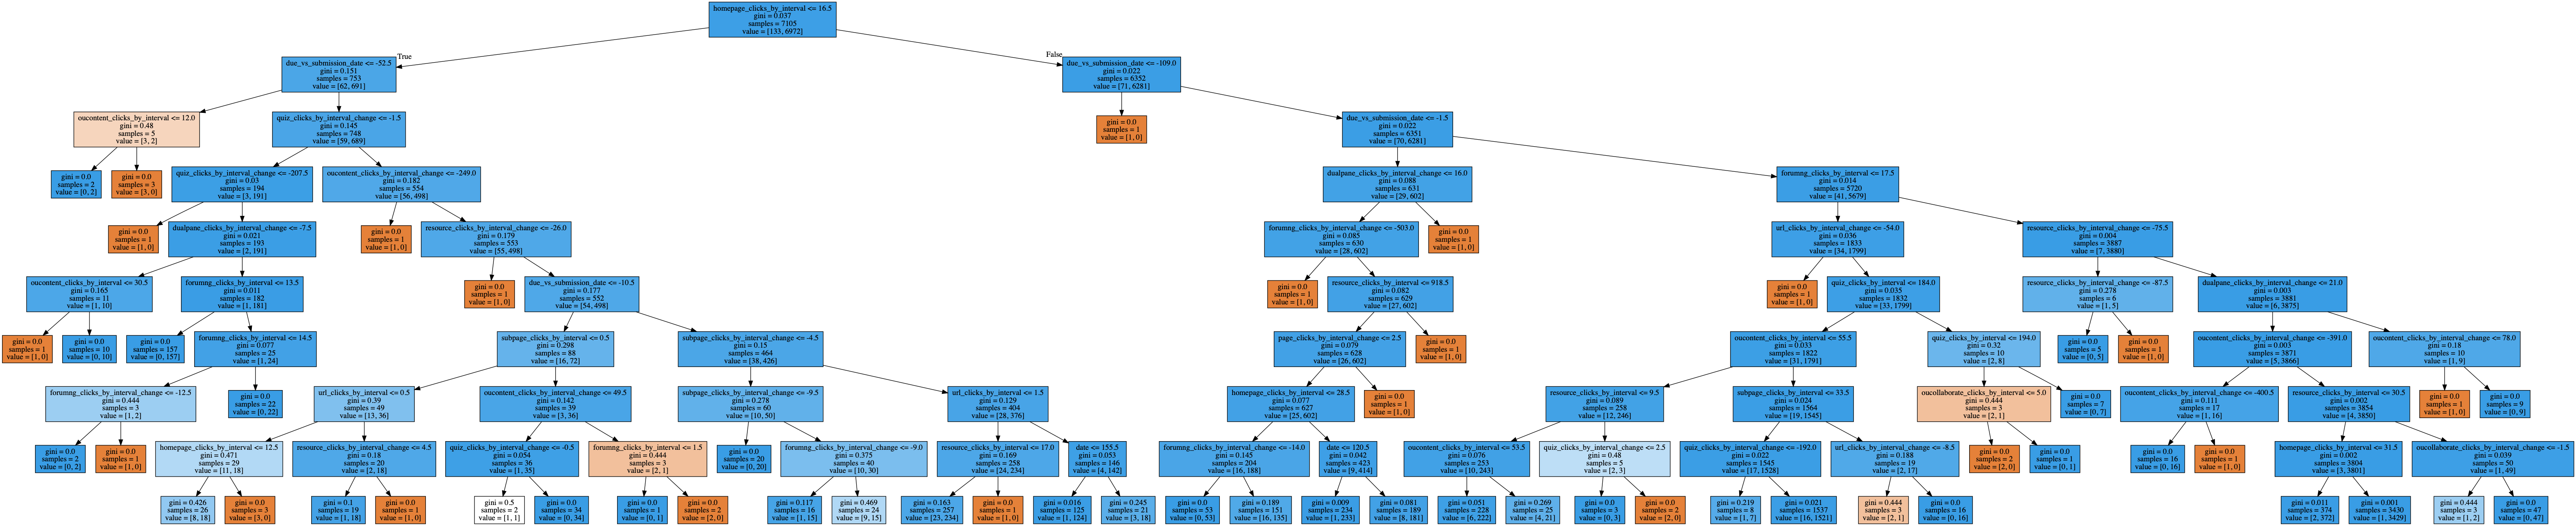 homepage_clicks_by_interval <= 16.5
gini = 0.037
samples = 7105
value = [133, 6972]
True
False
due_vs_submission_date <= -52.5
gini = 0.151
samples = 753
value = [62, 691]
due_vs_submission_date <= -109.0
gini = 0.022
samples = 6352
value = [71, 6281]
oucontent_clicks_by_interval <= 12.0
gini = 0.48
samples = 5
value = [3, 2]
quiz_clicks_by_interval_change <= -1.5
gini = 0.145
samples = 748
value = [59, 689]
gini = 0.0
samples = 1
value = [1, 0]
due_vs_submission_date <= -1.5
gini = 0.022
samples = 6351
value = [70, 6281]
gini = 0.0
samples = 2
value = [0, 2]
gini = 0.0
samples = 3
value = [3, 0]
quiz_clicks_by_interval_change <= -207.5
gini = 0.03
samples = 194
value = [3, 191]
oucontent_clicks_by_interval_change <= -249.0
gini = 0.182
samples = 554
value = [56, 498]
dualpane_clicks_by_interval_change <= 16.0
gini = 0.088
samples = 631
value = [29, 602]
forumng_clicks_by_interval <= 17.5
gini = 0.014
samples = 5720
value = [41, 5679]
gini = 0.0
samples = 1
value = [1, 0]
dualpane_clicks_by_interval_change <= -7.5
gini = 0.021
samples = 193
value = [2, 191]
gini = 0.0
samples = 1
value = [1, 0]
resource_clicks_by_interval_change <= -26.0
gini = 0.179
samples = 553
value = [55, 498]
forumng_clicks_by_interval_change <= -503.0
gini = 0.085
samples = 630
value = [28, 602]
gini = 0.0
samples = 1
value = [1, 0]
url_clicks_by_interval_change <= -54.0
gini = 0.036
samples = 1833
value = [34, 1799]
resource_clicks_by_interval_change <= -75.5
gini = 0.004
samples = 3887
value = [7, 3880]
oucontent_clicks_by_interval <= 30.5
gini = 0.165
samples = 11
value = [1, 10]
forumng_clicks_by_interval <= 13.5
gini = 0.011
samples = 182
value = [1, 181]
gini = 0.0
samples = 1
value = [1, 0]
due_vs_submission_date <= -10.5
gini = 0.177
samples = 552
value = [54, 498]
gini = 0.0
samples = 1
value = [1, 0]
resource_clicks_by_interval <= 918.5
gini = 0.082
samples = 629
value = [27, 602]
gini = 0.0
samples = 1
value = [1, 0]
quiz_clicks_by_interval <= 184.0
gini = 0.035
samples = 1832
value = [33, 1799]
resource_clicks_by_interval_change <= -87.5
gini = 0.278
samples = 6
value = [1, 5]
dualpane_clicks_by_interval_change <= 21.0
gini = 0.003
samples = 3881
value = [6, 3875]
gini = 0.0
samples = 1
value = [1, 0]
gini = 0.0
samples = 10
value = [0, 10]
gini = 0.0
samples = 157
value = [0, 157]
forumng_clicks_by_interval <= 14.5
gini = 0.077
samples = 25
value = [1, 24]
subpage_clicks_by_interval <= 0.5
gini = 0.298
samples = 88
value = [16, 72]
subpage_clicks_by_interval_change <= -4.5
gini = 0.15
samples = 464
value = [38, 426]
page_clicks_by_interval_change <= 2.5
gini = 0.079
samples = 628
value = [26, 602]
gini = 0.0
samples = 1
value = [1, 0]
oucontent_clicks_by_interval <= 55.5
gini = 0.033
samples = 1822
value = [31, 1791]
quiz_clicks_by_interval <= 194.0
gini = 0.32
samples = 10
value = [2, 8]
gini = 0.0
samples = 5
value = [0, 5]
gini = 0.0
samples = 1
value = [1, 0]
oucontent_clicks_by_interval_change <= -391.0
gini = 0.003
samples = 3871
value = [5, 3866]
oucontent_clicks_by_interval <= 78.0
gini = 0.18
samples = 10
value = [1, 9]
forumng_clicks_by_interval_change <= -12.5
gini = 0.444
samples = 3
value = [1, 2]
gini = 0.0
samples = 22
value = [0, 22]
url_clicks_by_interval <= 0.5
gini = 0.39
samples = 49
value = [13, 36]
oucontent_clicks_by_interval <= 49.5
gini = 0.142
samples = 39
value = [3, 36]
subpage_clicks_by_interval_change <= -9.5
gini = 0.278
samples = 60
value = [10, 50]
url_clicks_by_interval <= 1.5
gini = 0.129
samples = 404
value = [28, 376]
homepage_clicks_by_interval <= 28.5
gini = 0.077
samples = 627
value = [25, 602]
gini = 0.0
samples = 1
value = [1, 0]
resource_clicks_by_interval <= 9.5
gini = 0.089
samples = 258
value = [12, 246]
subpage_clicks_by_interval <= 33.5
gini = 0.024
samples = 1564
value = [19, 1545]
oucollaborate_clicks_by_interval <= 5.0
gini = 0.444
samples = 3
value = [2, 1]
gini = 0.0
samples = 7
value = [0, 7]
oucontent_clicks_by_interval_change <= -400.5
gini = 0.111
samples = 17
value = [1, 16]
resource_clicks_by_interval <= 30.5
gini = 0.002
samples = 3854
value = [4, 3850]
gini = 0.0
samples = 1
value = [1, 0]
gini = 0.0
samples = 9
value = [0, 9]
gini = 0.0
samples = 2
value = [0, 2]
gini = 0.0
samples = 1
value = [1, 0]
homepage_clicks_by_interval <= 12.5
gini = 0.471
samples = 29
value = [11, 18]
resource_clicks_by_interval_change <= 4.5
gini = 0.18
samples = 20
value = [2, 18]
quiz_clicks_by_interval_change <= -0.5
gini = 0.054
samples = 36
value = [1, 35]
forumng_clicks_by_interval <= 1.5
gini = 0.444
samples = 3
value = [2, 1]
gini = 0.0
samples = 20
value = [0, 20]
forumng_clicks_by_interval_change <= -9.0
gini = 0.375
samples = 40
value = [10, 30]
resource_clicks_by_interval <= 17.0
gini = 0.169
samples = 258
value = [24, 234]
date <= 155.5
gini = 0.053
samples = 146
value = [4, 142]
forumng_clicks_by_interval_change <= -14.0
gini = 0.145
samples = 204
value = [16, 188]
date <= 120.5
gini = 0.042
samples = 423
value = [9, 414]
oucontent_clicks_by_interval <= 53.5
gini = 0.076
samples = 253
value = [10, 243]
quiz_clicks_by_interval_change <= 2.5
gini = 0.48
samples = 5
value = [2, 3]
quiz_clicks_by_interval_change <= -192.0
gini = 0.022
samples = 1545
value = [17, 1528]
url_clicks_by_interval_change <= -8.5
gini = 0.188
samples = 19
value = [2, 17]
gini = 0.0
samples = 2
value = [2, 0]
gini = 0.0
samples = 1
value = [0, 1]
gini = 0.0
samples = 16
value = [0, 16]
gini = 0.0
samples = 1
value = [1, 0]
homepage_clicks_by_interval <= 31.5
gini = 0.002
samples = 3804
value = [3, 3801]
oucollaborate_clicks_by_interval_change <= -1.5
gini = 0.039
samples = 50
value = [1, 49]
gini = 0.426
samples = 26
value = [8, 18]
gini = 0.0
samples = 3
value = [3, 0]
gini = 0.1
samples = 19
value = [1, 18]
gini = 0.0
samples = 1
value = [1, 0]
gini = 0.5
samples = 2
value = [1, 1]
gini = 0.0
samples = 34
value = [0, 34]
gini = 0.0
samples = 1
value = [0, 1]
gini = 0.0
samples = 2
value = [2, 0]
gini = 0.117
samples = 16
value = [1, 15]
gini = 0.469
samples = 24
value = [9, 15]
gini = 0.163
samples = 257
value = [23, 234]
gini = 0.0
samples = 1
value = [1, 0]
gini = 0.016
samples = 125
value = [1, 124]
gini = 0.245
samples = 21
value = [3, 18]
gini = 0.0
samples = 53
value = [0, 53]
gini = 0.189
samples = 151
value = [16, 135]
gini = 0.009
samples = 234
value = [1, 233]
gini = 0.081
samples = 189
value = [8, 181]
gini = 0.051
samples = 228
value = [6, 222]
gini = 0.269
samples = 25
value = [4, 21]
gini = 0.0
samples = 3
value = [0, 3]
gini = 0.0
samples = 2
value = [2, 0]
gini = 0.219
samples = 8
value = [1, 7]
gini = 0.021
samples = 1537
value = [16, 1521]
gini = 0.444
samples = 3
value = [2, 1]
gini = 0.0
samples = 16
value = [0, 16]
gini = 0.011
samples = 374
value = [2, 372]
gini = 0.001
samples = 3430
value = [1, 3429]
gini = 0.444
samples = 3
value = [1, 2]
gini = 0.0
samples = 47
value = [0, 47]